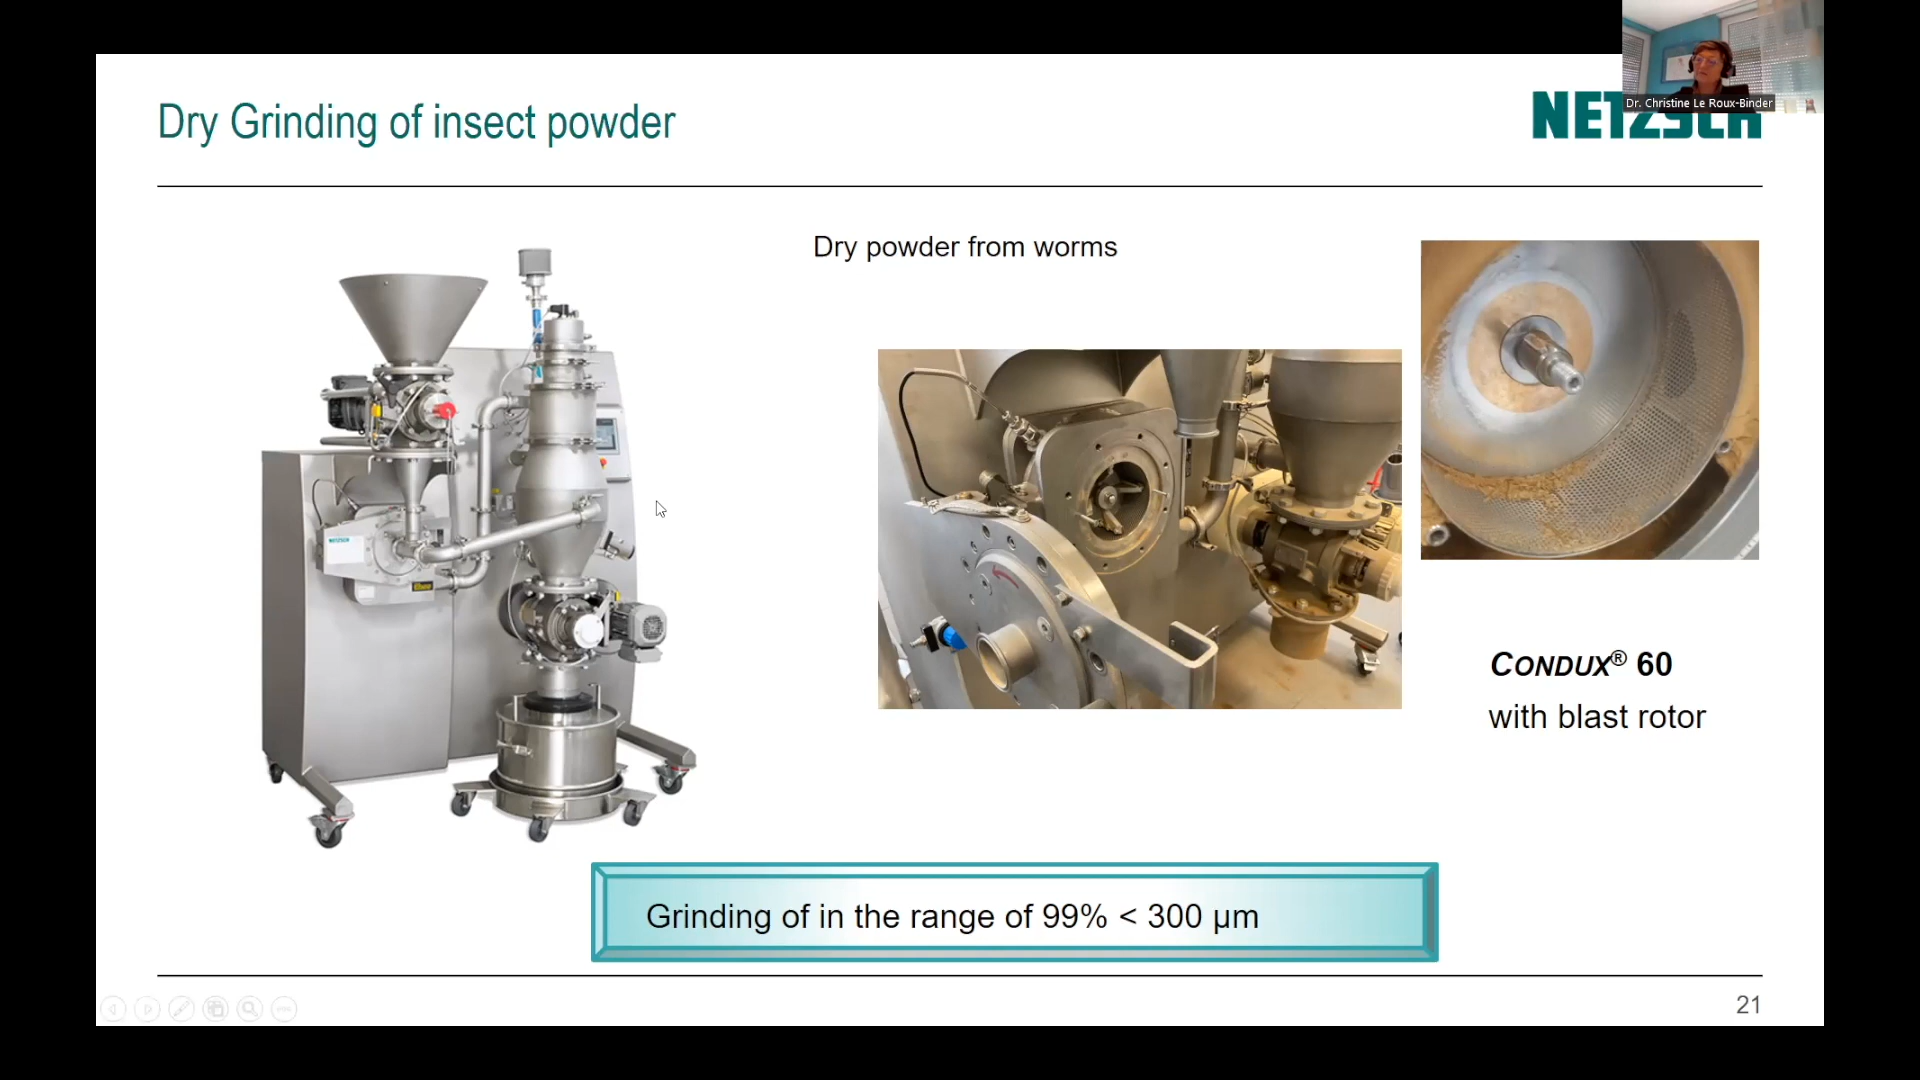 Dr. Christine Le Roux-Binder
NETZSCH
Dry Grinding of insect powder
Dry powder from worms
NETZSCH
CONDUX® 60
with blast rotor
Grinding of in the range of 99% < 300 µm
21